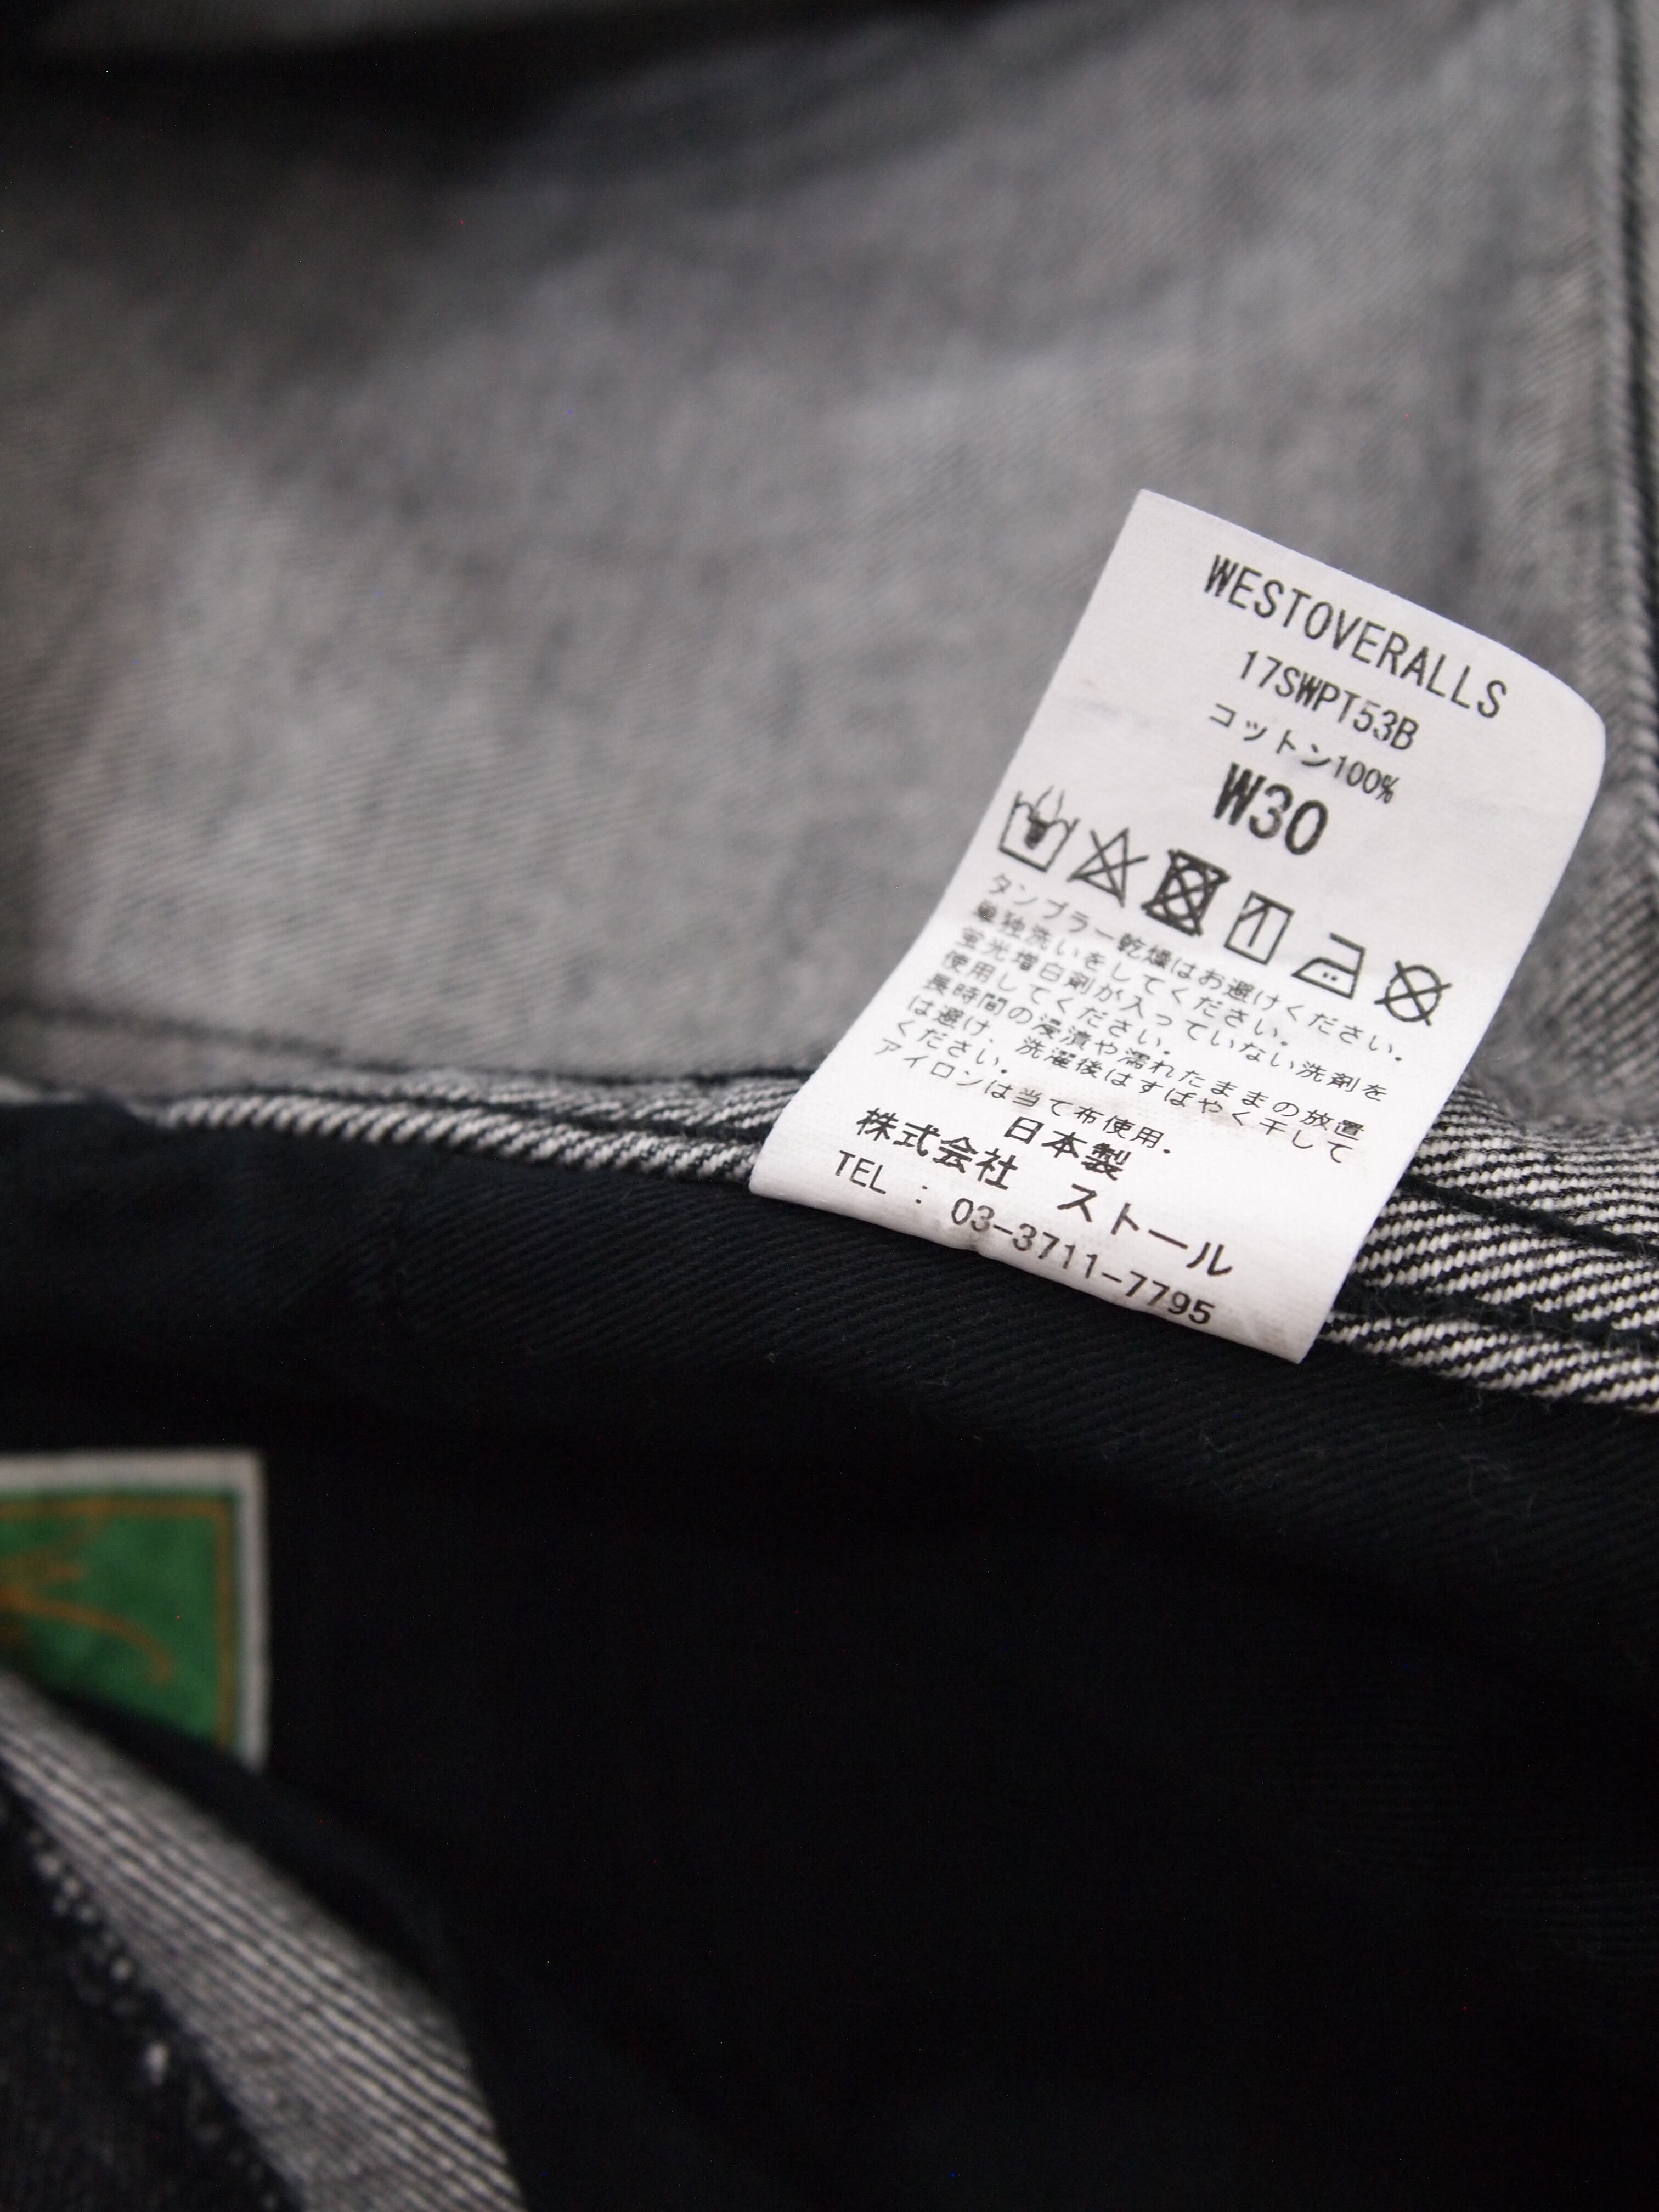 WESTOVERALLS
17SWPT53B
コットン100%
W30
タンブラー乾燥はお避けください.
単独洗いをしてください.
蛍光増白剤が入っていない洗剤を
使用してください.
長時間の浸漬や濡れたままの放置
は避け、洗濯後はすばやく干して
ください.
アイロンは当て布使用.
日本製
株式会社 ストール
TEL : 03-3711-7795